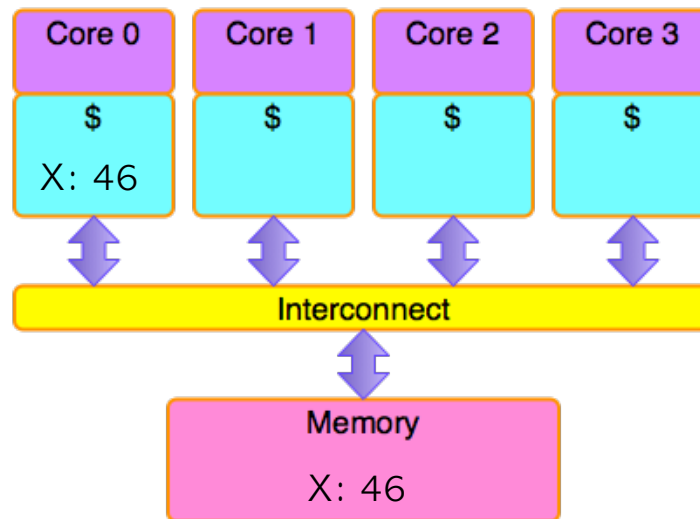 Core 0
Core 1
Core 2
Core 3
$
$
$
$
X: 46
Interconnect
Memory
X: 46